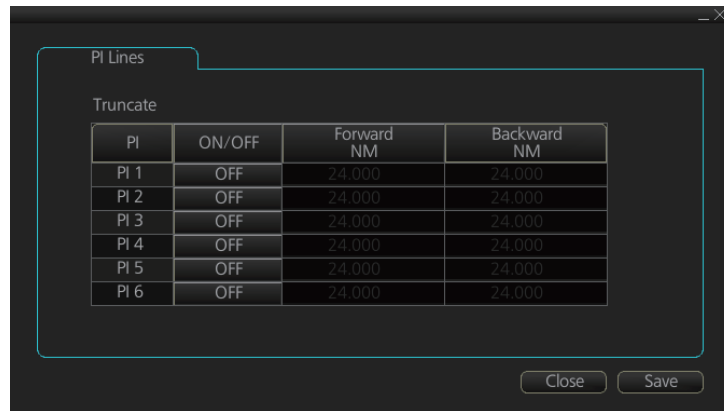 PI Lines
Truncate
PI ON/OFF Forward NM Backward NM
PI 1 OFF 24.000 24.000
PI 2 OFF 24.000 24.000
PI 3 OFF 24.000 24.000
PI 4 OFF 24.000 24.000
PI 5 OFF 24.000 24.000
PI 6 OFF 24.000 24.000
Close Save